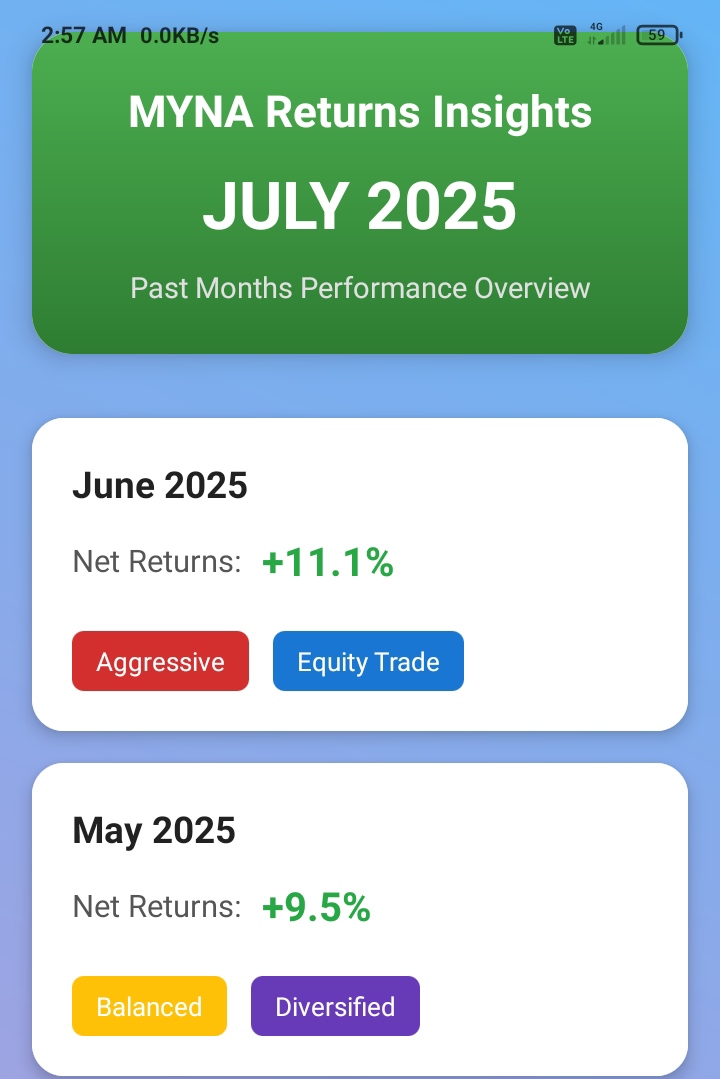 2:57 AM 0.0KB/s Vo LTE 4G 59
MYNA Returns Insights
JULY 2025
Past Months Performance Overview
June 2025
Net Returns: +11.1%
Aggressive Equity Trade
May 2025
Net Returns: +9.5%
Balanced Diversified